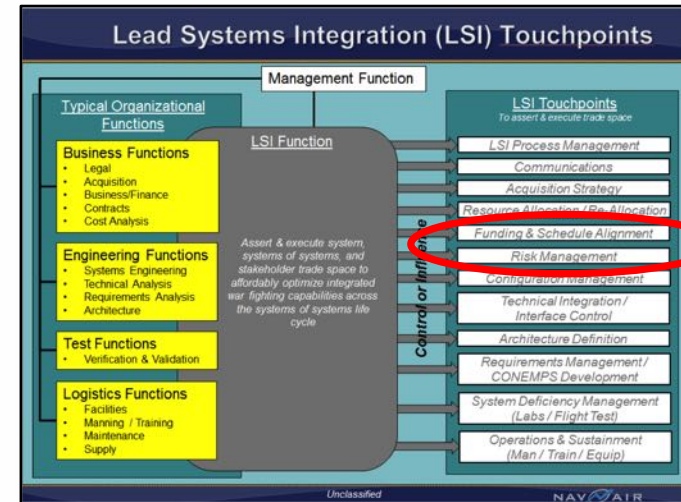 Lead Systems Integration (LSI) Touchpoints
Management Function
Typical Organizational
Functions
Business Functions
• Legal
• Acquisition
• Business/Finance
• Contracts
• Cost Analysis
Engineering Functions
• Systems Engineering
• Technical Analysis
• Requirements Analysis
• Architecture
Test Functions
• Verification & Validation
Logistics Functions
• Facilities
• Manning / Training
• Maintenance
• Supply
LSI Function
Assert & execute system,
systems of systems, and
stakeholder trade space to
affordably optimize integrated
war fighting capabilities across
the systems of systems life
cycle
Control or Influence
LSI Touchpoints
To assert & execute trade space
LSI Process Management
Communications
Acquisition Strategy
Resource Allocation / Re-Allocation
Funding & Schedule Alignment
Risk Management
Configuration Management
Technical Integration /
Interface Control
Architecture Definition
Requirements Management /
CONEMPS Development
System Deficiency Management
(Labs / Flight Test)
Operations & Sustainment
(Man / Train / Equip)
Unclassified
NAVAIR